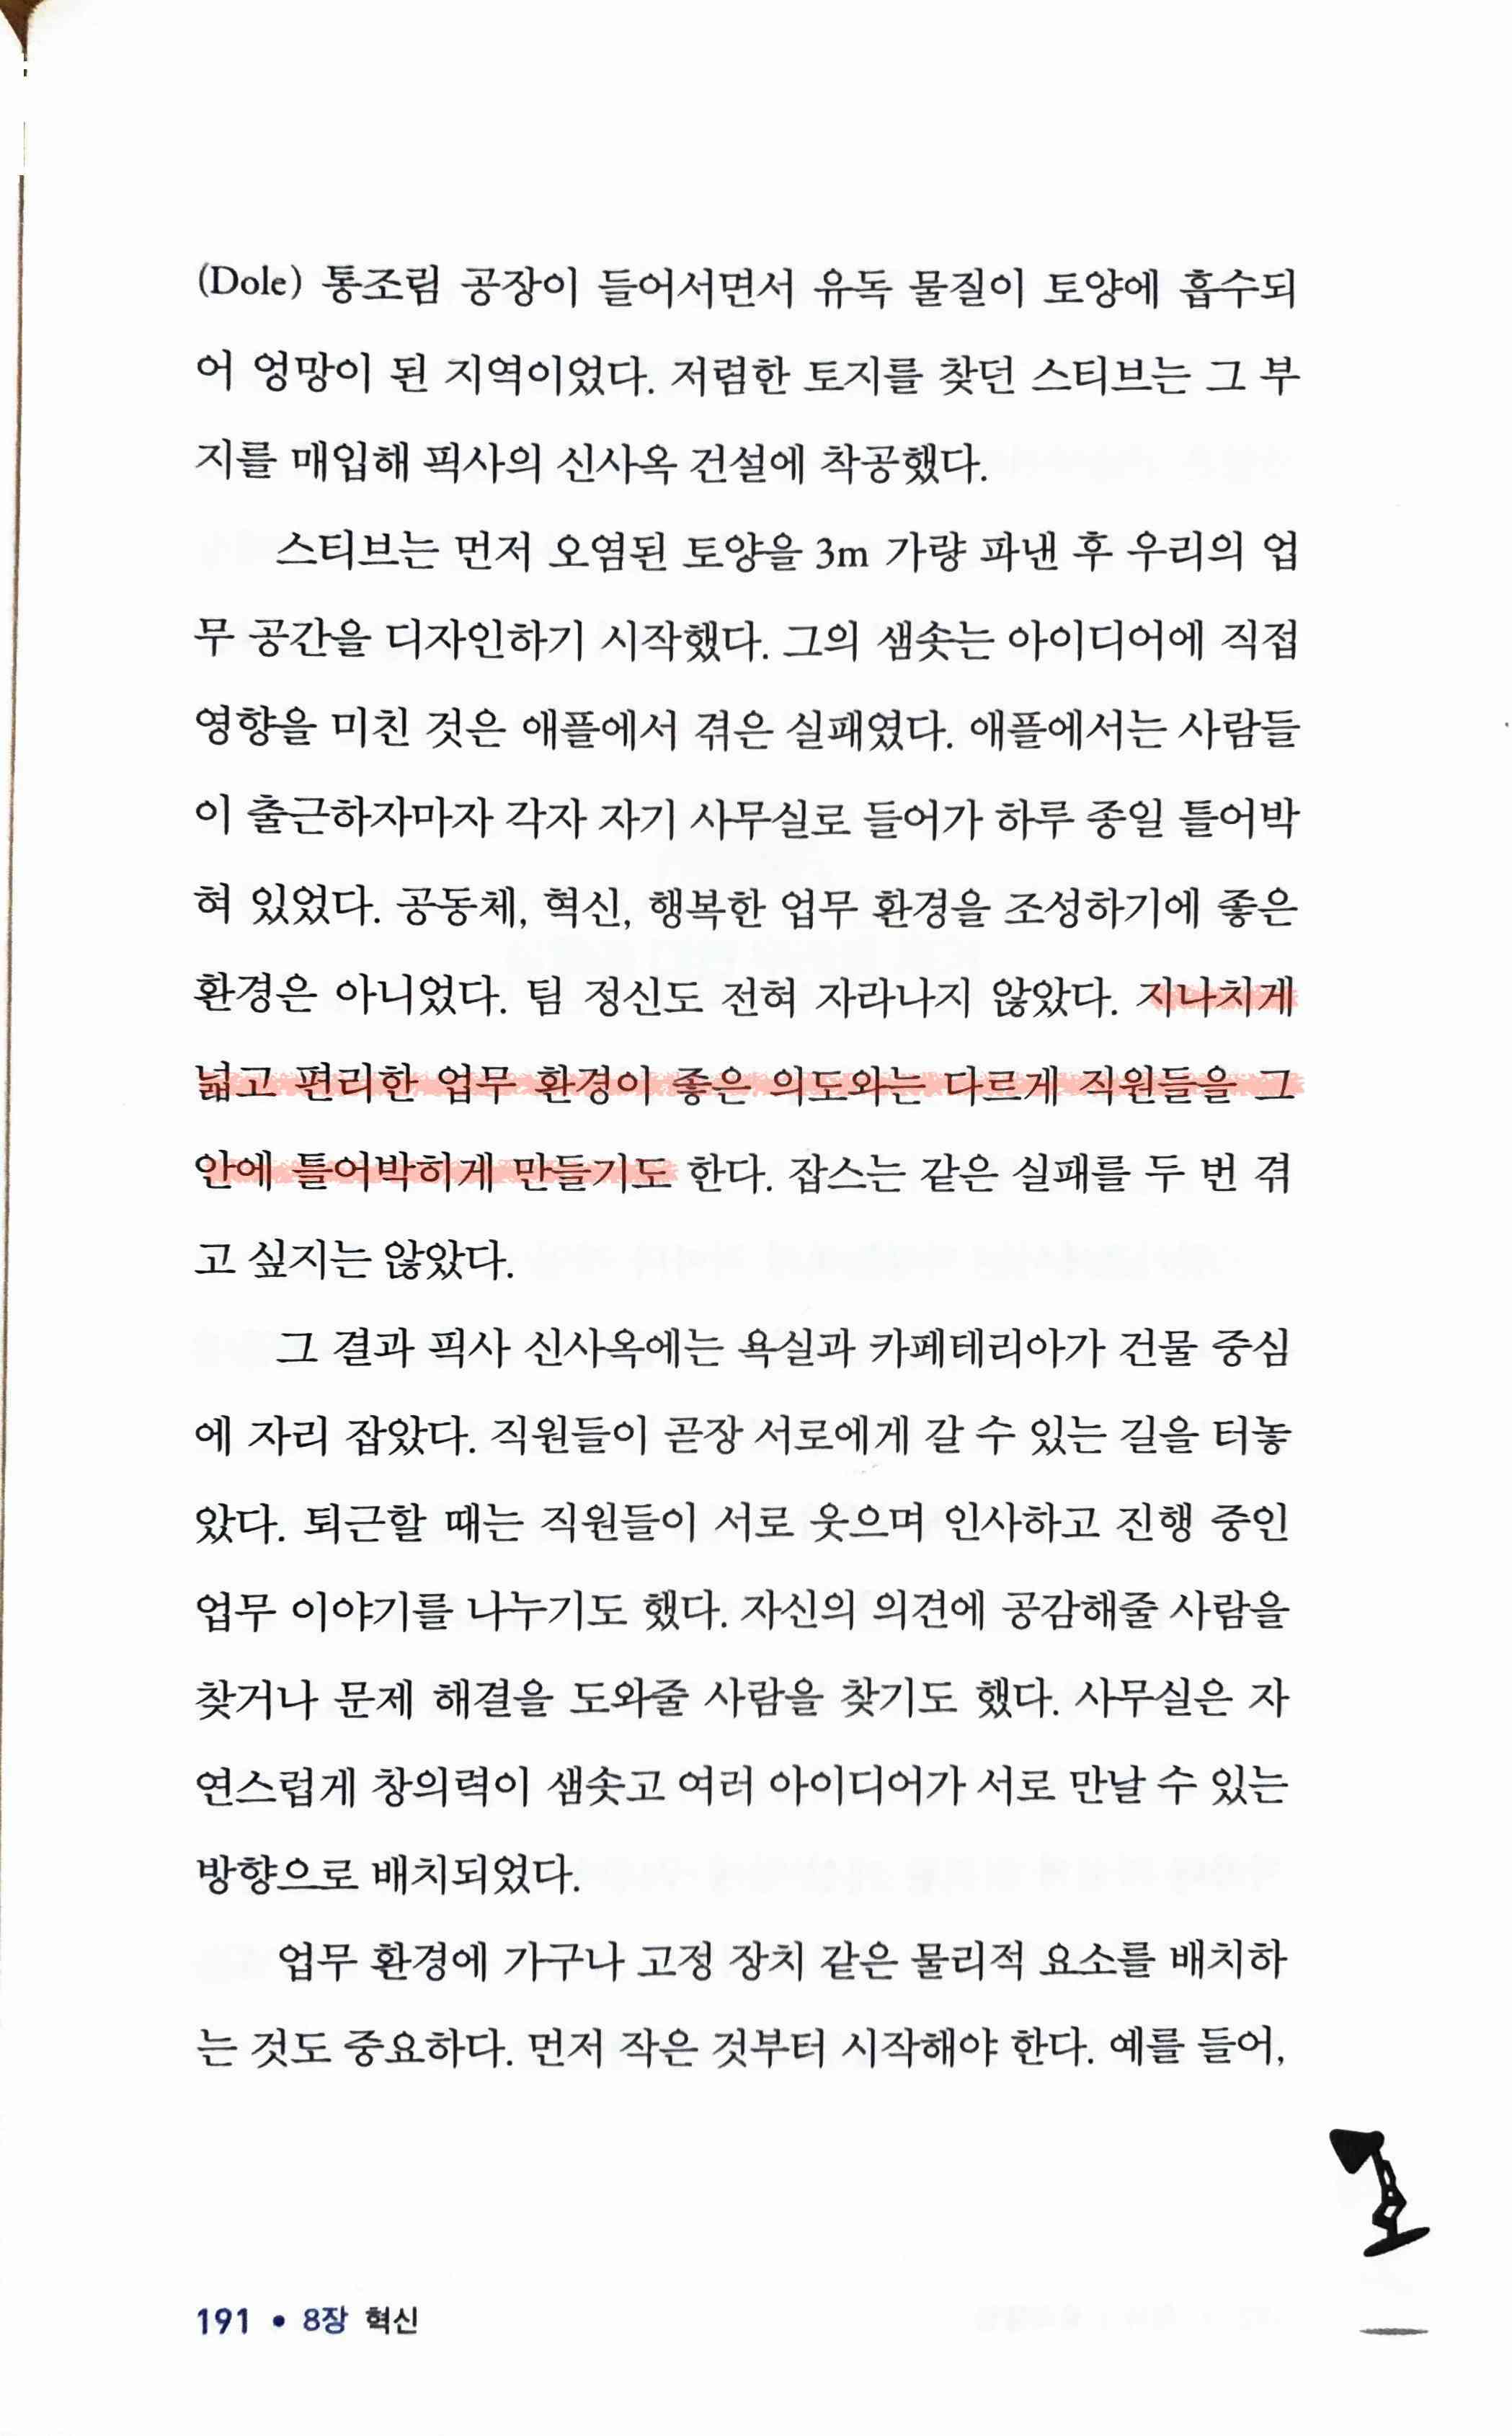 (Dole) 통조림 공장이 들어서면서 유독 물질이 토양에 흡수되
어 엉망이 된 지역이었다. 저렴한 토지를 찾던 스티브는 그 부
지를 매입해 픽사의 신사옥 건설에 착공했다.
스티브는 먼저 오염된 토양을 3m 가량 파낸 후 우리의 업
무 공간을 디자인하기 시작했다. 그의 샘솟는 아이디어에 직접
영향을 미친 것은 애플에서 겪은 실패였다. 애플에서는 사람들
이 출근하자마자 각자 자기 사무실로 들어가 하루 종일 틀어박
혀 있었다. 공동체, 혁신, 행복한 업무 환경을 조성하기에 좋은
환경은 아니었다. 팀 정신도 전혀 자라나지 않았다. 지나치게
넓고 편리한 업무 환경이 좋은 의도와는 다르게 직원들을 그
안에 틀어박히게 만들기도 한다. 잡스는 같은 실패를 두 번 겪
고 싶지는 않았다.
그 결과 픽사 신사옥에는 욕실과 카페테리아가 건물 중심
에 자리 잡았다. 직원들이 곧장 서로에게 갈 수 있는 길을 터놓
았다. 퇴근할 때는 직원들이 서로 웃으며 인사하고 진행 중인
업무 이야기를 나누기도 했다. 자신의 의견에 공감해줄 사람을
찾거나 문제 해결을 도와줄 사람을 찾기도 했다. 사무실은 자
연스럽게 창의력이 샘솟고 여러 아이디어가 서로 만날 수 있는
방향으로 배치되었다.
업무 환경에 가구나 고정 장치 같은 물리적 요소를 배치하
는 것도 중요하다. 먼저 작은 것부터 시작해야 한다. 예를 들어,
191 • 8장 혁신